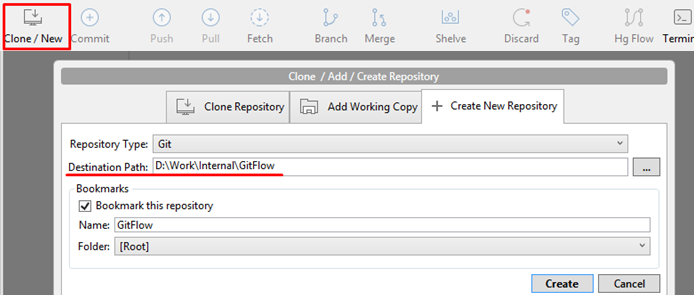 Clone / New Commit Push Pull Fetch Branch Merge Shelve Discard Tag Hg Flow Termin
Clone / Add / Create Repository
Clone Repository Add Working Copy + Create New Repository
Repository Type: Git
Destination Path: D:\Work\Internal\GitFlow ...
Bookmarks
Bookmark this repository
Name: GitFlow
Folder: [Root]
Create Cancel